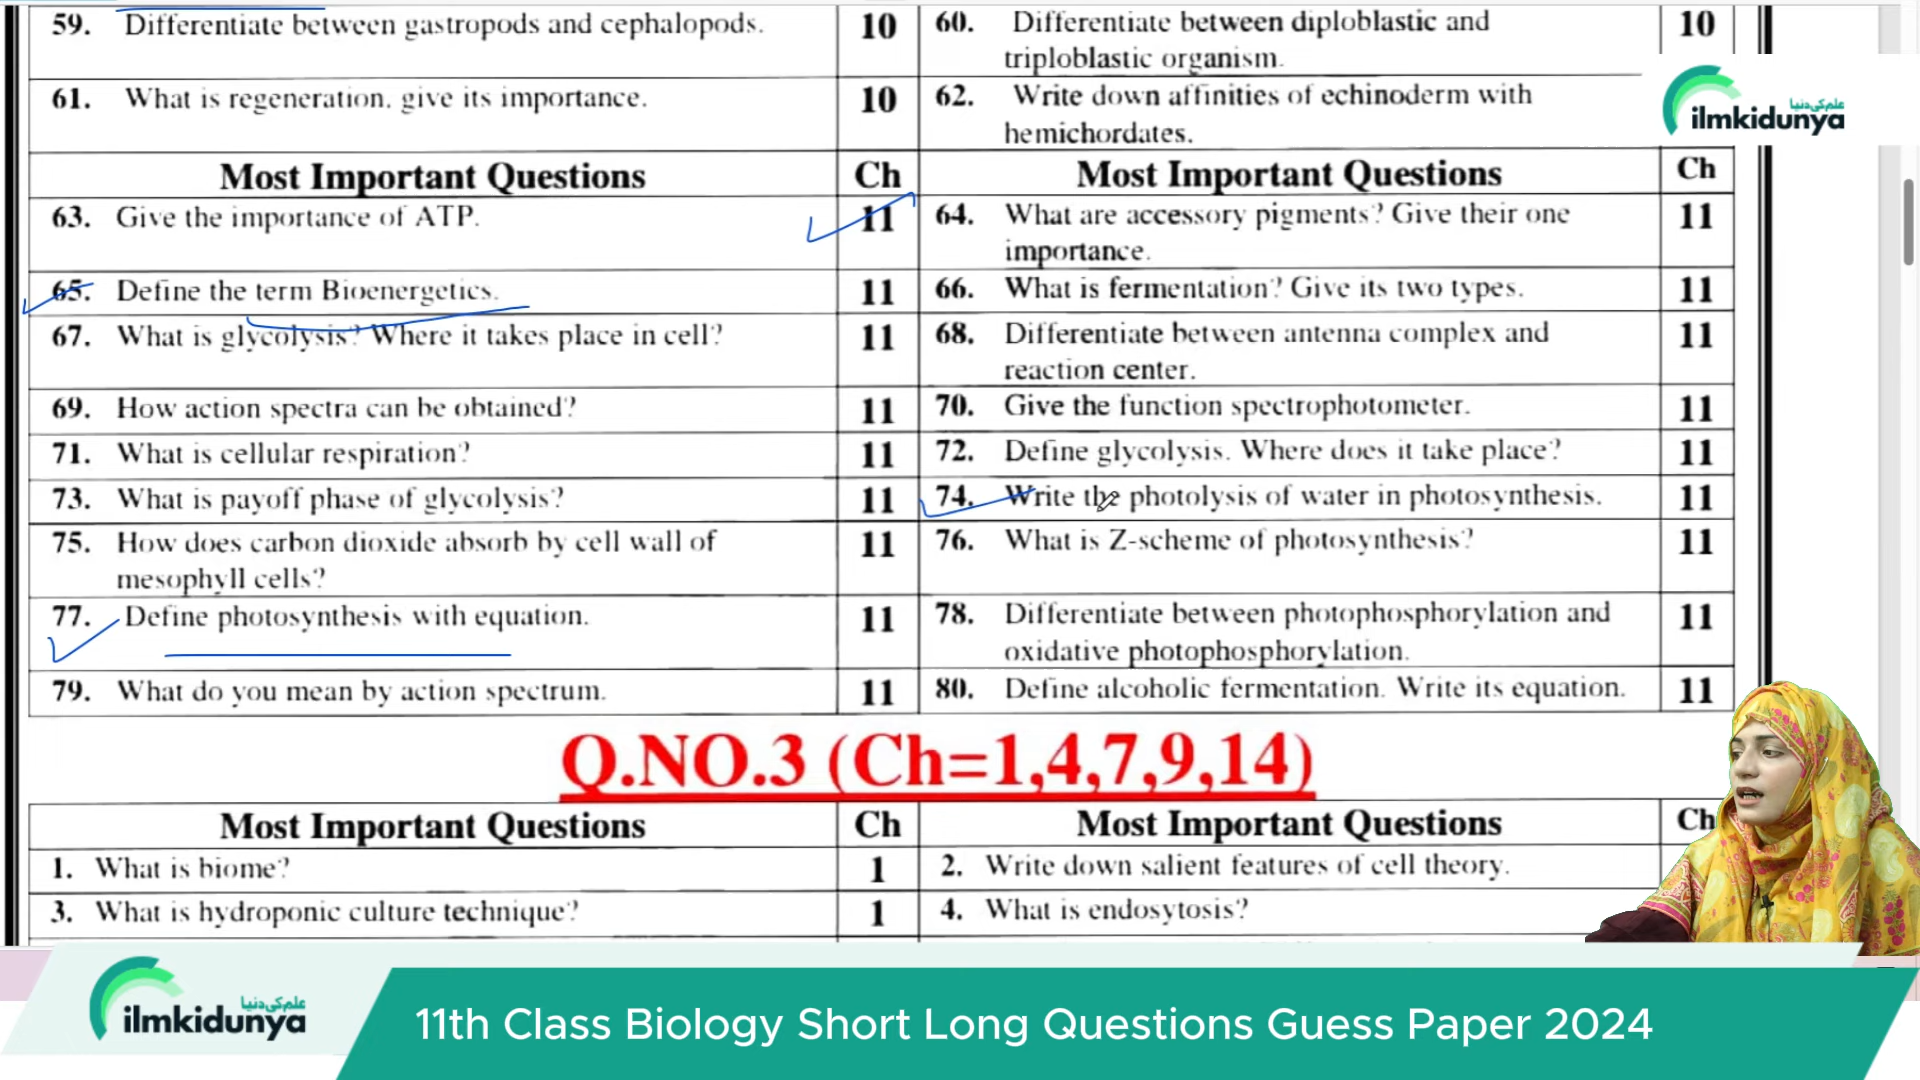 59. Differentiate between gastropods and cephalopods. 10 60. Differentiate between diploblastic and 10
triploblastic organism.
61. What is regeneration, give its importance. 10 62. Write down affinities of echinoderm with
hemichordates.
علم کی دنیا
ilmkidunya
Most Important Questions Ch Most Important Questions Ch
63. Give the importance of ATP. 11 64. What are accessory pigments? Give their one 11
importance.
65. Define the term Bioenergetics. 11 66. What is fermentation? Give its two types. 11
67. What is glycolysis? Where it takes place in cell? 11 68. Differentiate between antenna complex and 11
reaction center.
69. How action spectra can be obtained? 11 70. Give the function spectrophotometer. 11
71. What is cellular respiration? 11 72. Define glycolysis. Where does it take place? 11
73. What is payoff phase of glycolysis? 11 74. Write the photolysis of water in photosynthesis. 11
75. How does carbon dioxide absorb by cell wall of 11 76. What is Z-scheme of photosynthesis? 11
mesophyll cells?
77. Define photosynthesis with equation. 11 78. Differentiate between photophosphorylation and 11
oxidative photophosphorylation.
79. What do you mean by action spectrum. 11 80. Define alcoholic fermentation. Write its equation. 11
Q.NO.3 (Ch=1,4,7,9,14)
Most Important Questions Ch Most Important Questions Ch
1. What is biome? 1 2. Write down salient features of cell theory.
3. What is hydroponic culture technique? 1 4. What is endosytosis?
علم کی دنیا
ilmkidunya
11th Class Biology Short Long Questions Guess Paper 2024